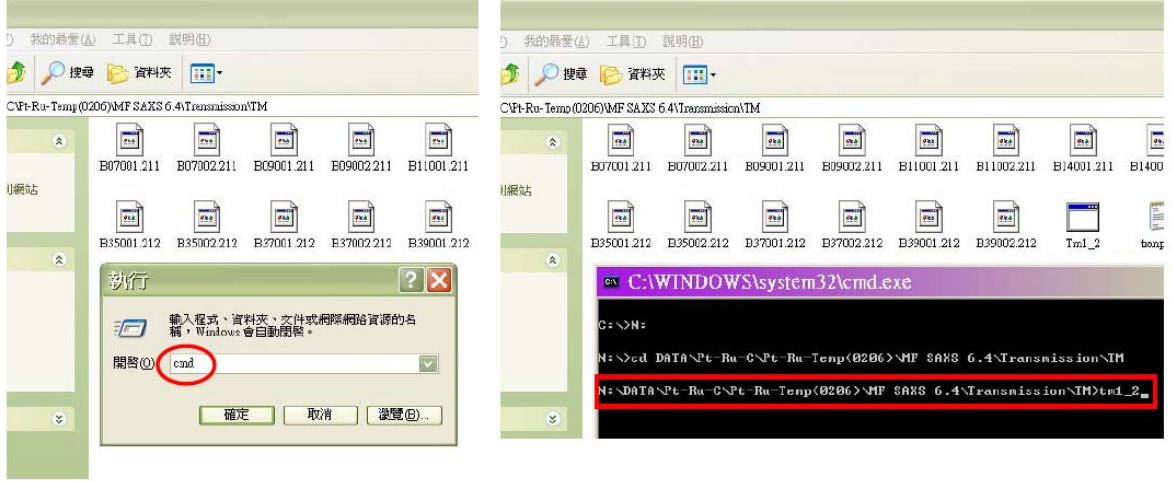 我的最愛(A) 工具(T) 說明(H)
搜尋 資料夾
C\Pt-Ru-Temp(0206)\MF SAXS 6.4\Transmission\TM
B07001.211 B07002.211 B09001.211 B09002.211 B11001.211
網站
B35001.212 B35002.212 B37001.212 B37002.212 B39001.212
執行
輸入程式、資料夾、文件或網際網路資源的名
稱，Windows 會自動開啓。
開啓(O) cmd
確定 取消 瀏覽(B)...
我的最愛(A) 工具(T) 說明(H)
搜尋 資料夾
C\Pt-Ru-Temp(0206)\MF SAXS 6.4\Transmission\TM
B07001.211 B07002.211 B09001.211 B09002.211 B11001.211 B11002.211 B14001.211 B1400
網站
B35001.212 B35002.212 B37001.212 B37002.212 B39001.212 B39002.212 Tm1_2
C:\WINDOWS\system32\cmd.exe
C:\>N:
N:\>cd DATA\Pt-Ru-C\Pt-Ru-Temp(0206)\MF SAXS 6.4\Transmission\TM
N:\DATA\Pt-Ru-C\Pt-Ru-Temp(0206)\MF SAXS 6.4\Transmission\TM>tm1_2